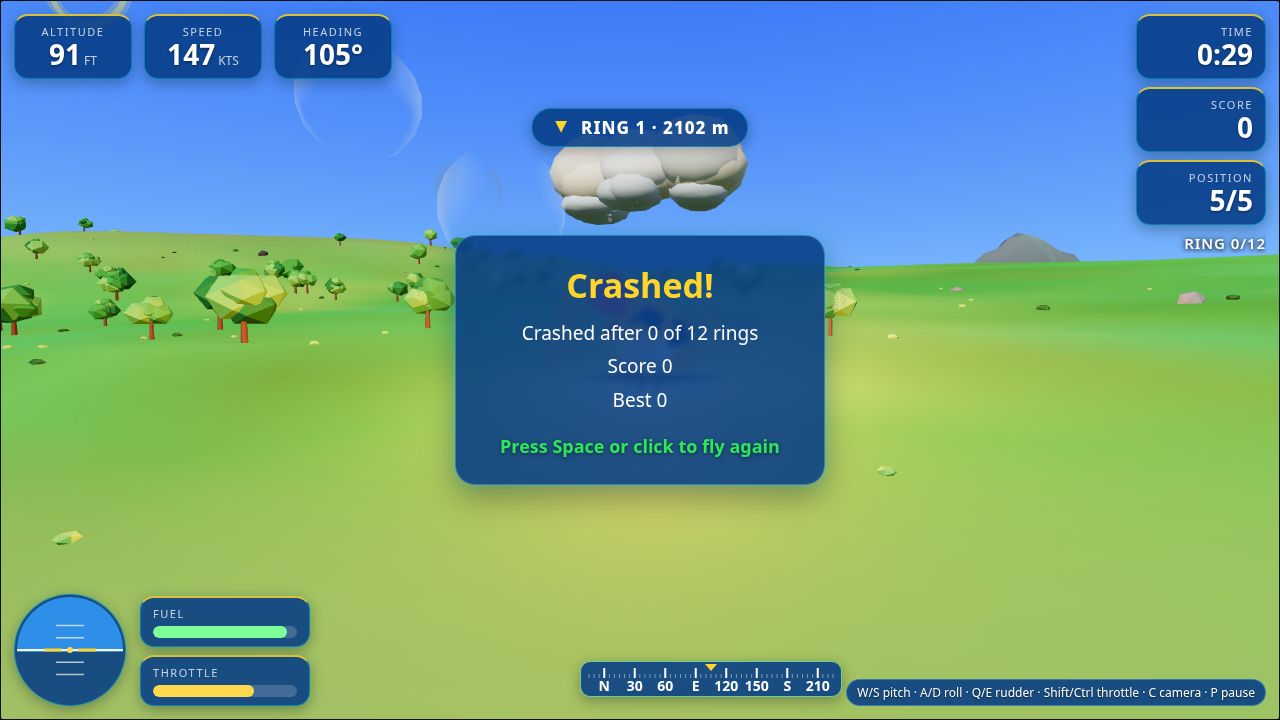 ALTITUDE
91 FT
SPEED
147 KTS
HEADING
105°
TIME
0:29
SCORE
0
POSITION
5/5
RING 0/12
▼ RING 1 · 2102 m
Crashed!
Crashed after 0 of 12 rings
Score 0
Best 0
Press Space or click to fly again
FUEL
THROTTLE
N 30 60 E 120 150 S 210
W/S pitch · A/D roll · Q/E rudder · Shift/Ctrl throttle · C camera · P pause